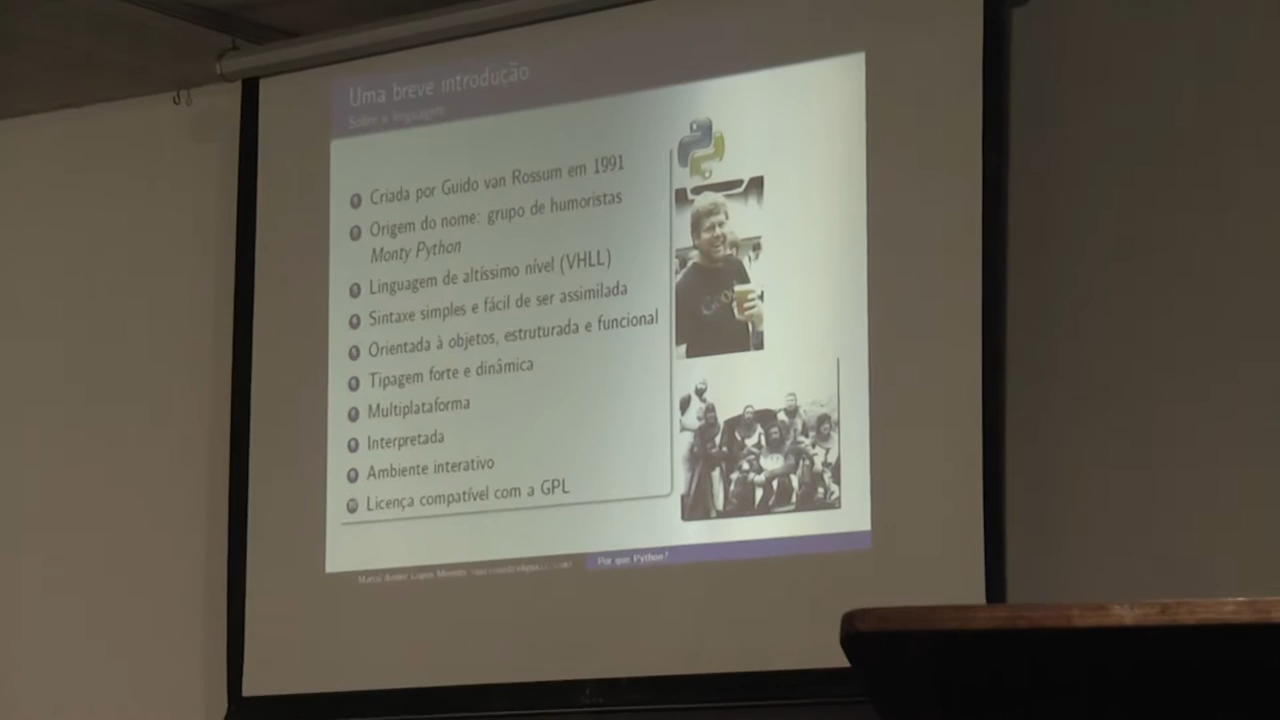 Uma breve introdução
Sobre a linguagem
Criada por Guido van Rossum em 1991
Origem do nome: grupo de humoristas
Monty Python
Linguagem de altíssimo nível (VHLL)
Sintaxe simples e fácil de ser assimilada
Orientada à objetos, estruturada e funcional
Tipagem forte e dinâmica
Multiplataforma
Interpretada
Ambiente interativo
Licença compatível com a GPL
Por que Python?